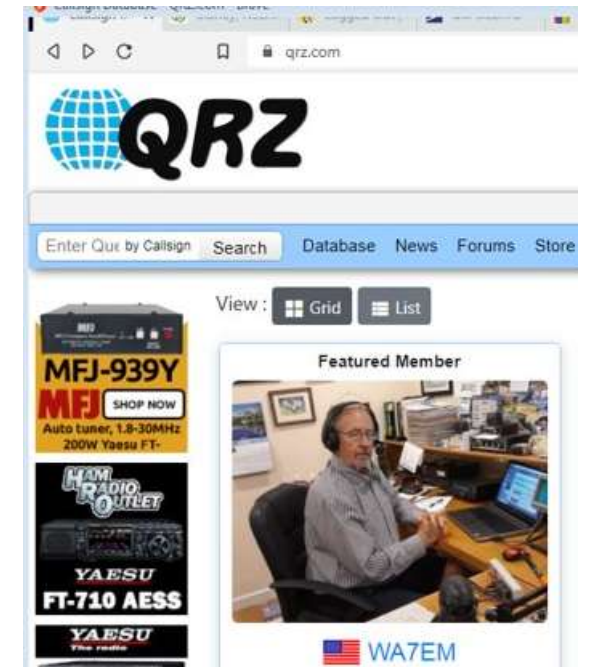 qrz.com
QRZ
Enter Que by Callsign Search Database News Forums Store
View : Grid List
MFJ-939Y
MFJ SHOP NOW
Auto tuner, 1.8-30MHz
200W Yaesu FT-
HAM RADIO OUTLET
YAESU
FT-710 AESS
YAESU
The radio
Featured Member
WA7EM